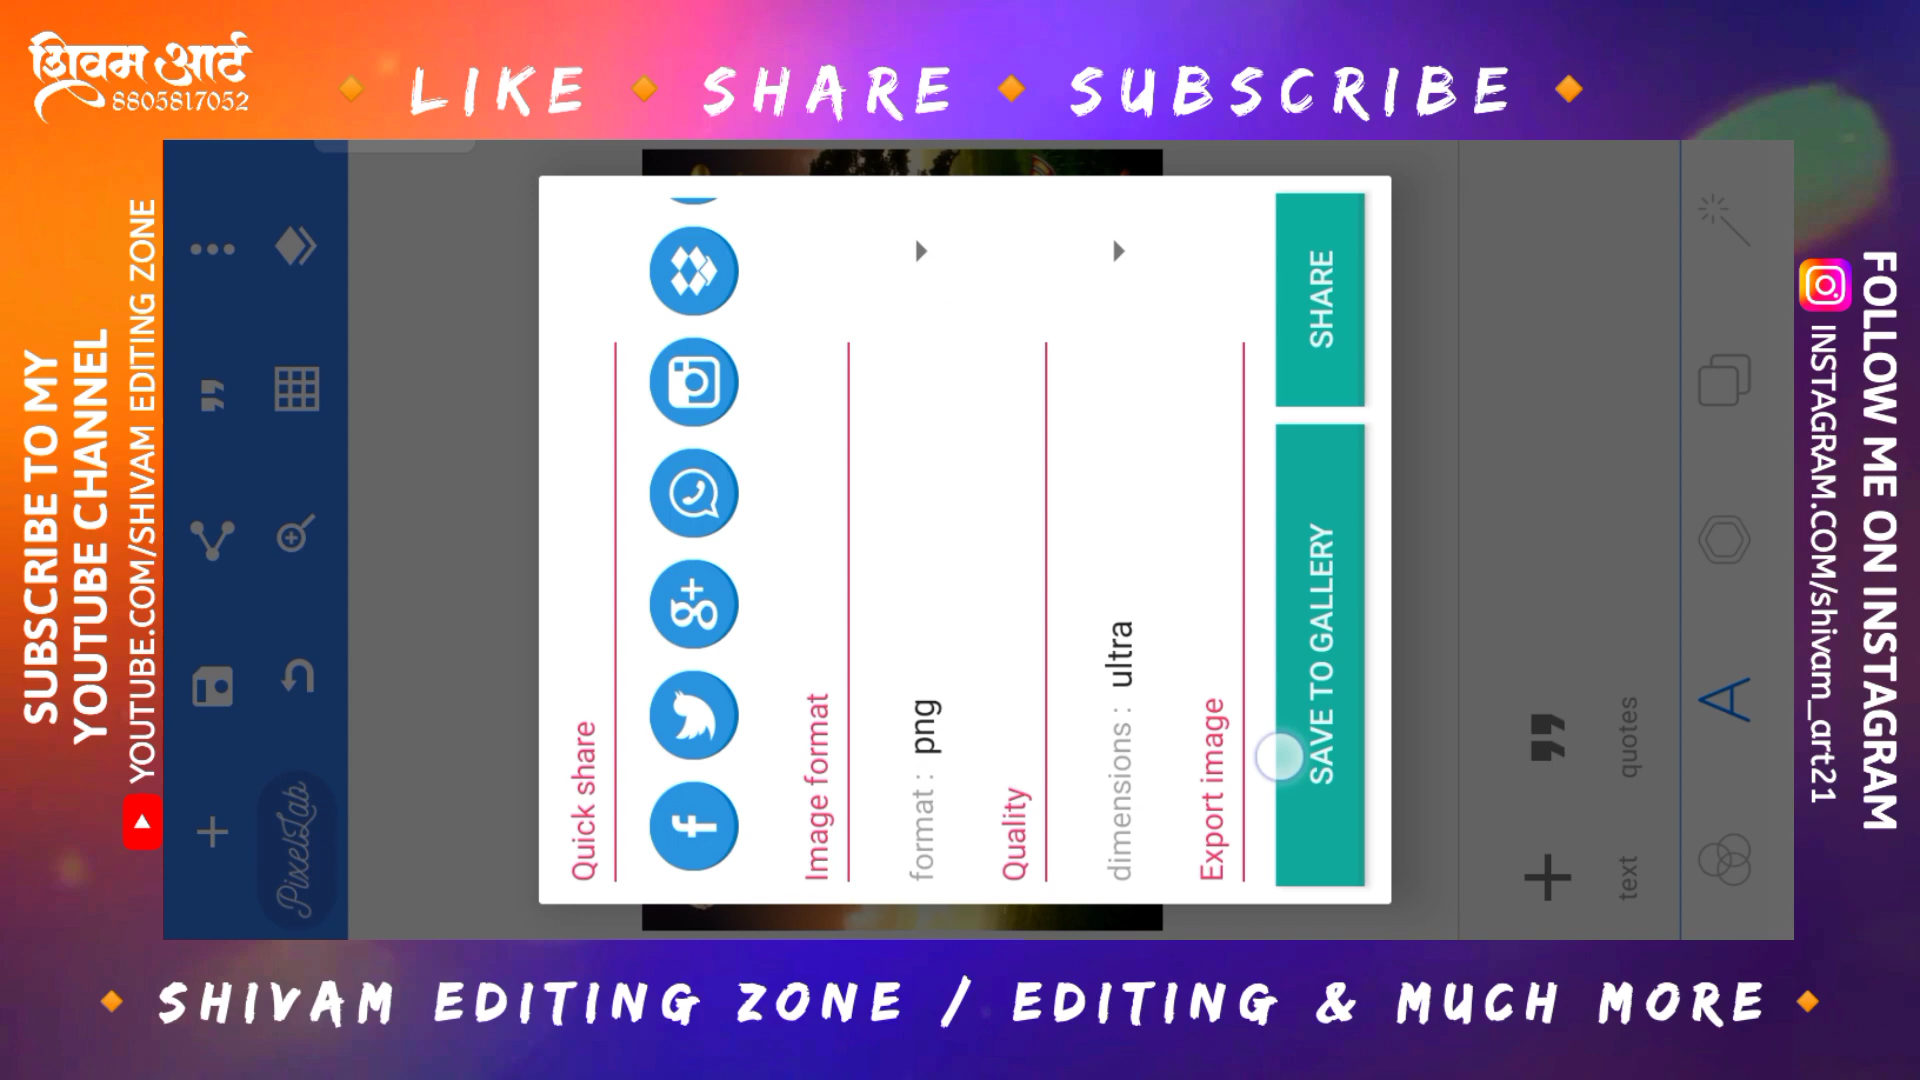 शिवम आर्ट
8805817052
LIKE SHARE SUBSCRIBE
SUBSCRIBE TO MY
YOUTUBE CHANNEL
YOUTUBE.COM/SHIVAM EDITING ZONE
PixelLab
Quick share
Image format
format : png
Quality
dimensions : ultra
Export image
SAVE TO GALLERY
SHARE
text
quotes
FOLLOW ME ON INSTAGRAM
INSTAGRAM.COM/shivam_art21
SHIVAM EDITING ZONE / EDITING & MUCH MORE